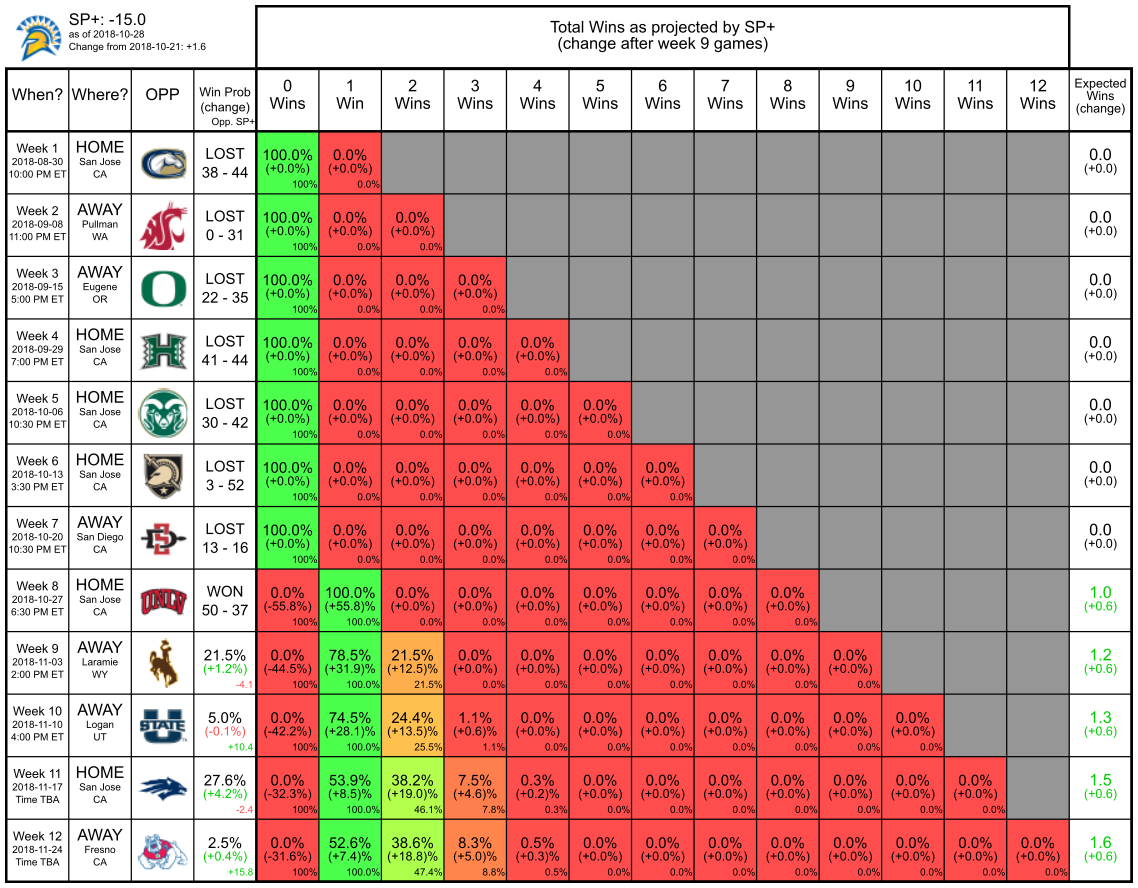 SP+: -15.0
as of 2018-10-28
Change from 2018-10-21: +1.6
Total Wins as projected by SP+
(change after week 9 games)
When? Where? OPP Win Prob (change) Opp. SP+ 0 Wins 1 Win 2 Wins 3 Wins 4 Wins 5 Wins 6 Wins 7 Wins 8 Wins 9 Wins 10 Wins 11 Wins 12 Wins Expected Wins (change)
Week 1 HOME LOST 100.0% 0.0% 0.0
2018-08-30 San Jose (+0.0%) (+0.0%) (+0.0)
10:00 PM ET CA 38 - 44 100% 0.0%
Week 2 AWAY LOST 100.0% 0.0% 0.0% 0.0
2018-09-08 Pullman (+0.0%) (+0.0%) (+0.0%) (+0.0)
11:00 PM ET WA 0 - 31 100% 0.0% 0.0%
Week 3 AWAY LOST 100.0% 0.0% 0.0% 0.0% 0.0
2018-09-15 Eugene (+0.0%) (+0.0%) (+0.0%) (+0.0%) (+0.0)
5:00 PM ET OR O 22 - 35 100% 0.0% 0.0% 0.0%
Week 4 HOME LOST 100.0% 0.0% 0.0% 0.0% 0.0% 0.0
2018-09-29 San Jose H (+0.0%) (+0.0%) (+0.0%) (+0.0%) (+0.0%) (+0.0)
7:00 PM ET CA 41 - 44 100% 0.0% 0.0% 0.0% 0.0%
Week 5 HOME LOST 100.0% 0.0% 0.0% 0.0% 0.0% 0.0% 0.0
2018-10-06 San Jose (+0.0%) (+0.0%) (+0.0%) (+0.0%) (+0.0%) (+0.0%) (+0.0)
10:30 PM ET CA 30 - 42 100% 0.0% 0.0% 0.0% 0.0% 0.0%
Week 6 HOME LOST 100.0% 0.0% 0.0% 0.0% 0.0% 0.0% 0.0% 0.0
2018-10-13 San Jose (+0.0%) (+0.0%) (+0.0%) (+0.0%) (+0.0%) (+0.0%) (+0.0%) (+0.0)
3:30 PM ET CA 3 - 52 100% 0.0% 0.0% 0.0% 0.0% 0.0% 0.0%
Week 7 AWAY LOST 100.0% 0.0% 0.0% 0.0% 0.0% 0.0% 0.0% 0.0% 0.0
2018-10-20 San Diego SD (+0.0%) (+0.0%) (+0.0%) (+0.0%) (+0.0%) (+0.0%) (+0.0%) (+0.0%) (+0.0)
10:30 PM ET CA 13 - 16 100% 0.0% 0.0% 0.0% 0.0% 0.0% 0.0% 0.0%
Week 8 HOME WON 0.0% 100.0% 0.0% 0.0% 0.0% 0.0% 0.0% 0.0% 0.0% 1.0
2018-10-27 San Jose UNLV (-55.8%) (+55.8)% (+0.0%) (+0.0%) (+0.0%) (+0.0%) (+0.0%) (+0.0%) (+0.0%) (+0.6)
6:30 PM ET CA 50 - 37 100% 100.0% 0.0% 0.0% 0.0% 0.0% 0.0% 0.0% 0.0%
Week 9 AWAY 21.5% 0.0% 78.5% 21.5% 0.0% 0.0% 0.0% 0.0% 0.0% 0.0% 0.0% 1.2
2018-11-03 Laramie (+1.2%) (-44.5%) (+31.9)% (+12.5)% (+0.0%) (+0.0%) (+0.0%) (+0.0%) (+0.0%) (+0.0%) (+0.0%) (+0.6)
2:00 PM ET WY -4.1 100% 100.0% 21.5% 0.0% 0.0% 0.0% 0.0% 0.0% 0.0% 0.0%
Week 10 AWAY 5.0% 0.0% 74.5% 24.4% 1.1% 0.0% 0.0% 0.0% 0.0% 0.0% 0.0% 0.0% 1.3
2018-11-10 Logan U STATE (-0.1%) (-42.2%) (+28.1)% (+13.5)% (+0.6)% (+0.0%) (+0.0%) (+0.0%) (+0.0%) (+0.0%) (+0.0%) (+0.0%) (+0.6)
4:00 PM ET UT +10.4 100% 100.0% 25.5% 1.1% 0.0% 0.0% 0.0% 0.0% 0.0% 0.0% 0.0%
Week 11 HOME 27.6% 0.0% 53.9% 38.2% 7.5% 0.3% 0.0% 0.0% 0.0% 0.0% 0.0% 0.0% 0.0% 1.5
2018-11-17 San Jose (+4.2%) (-32.3%) (+8.5)% (+19.0)% (+4.6)% (+0.2)% (+0.0%) (+0.0%) (+0.0%) (+0.0%) (+0.0%) (+0.0%) (+0.0%) (+0.6)
Time TBA CA -2.4 100% 100.0% 46.1% 7.8% 0.3% 0.0% 0.0% 0.0% 0.0% 0.0% 0.0% 0.0%
Week 12 AWAY 2.5% 0.0% 52.6% 38.6% 8.3% 0.5% 0.0% 0.0% 0.0% 0.0% 0.0% 0.0% 0.0% 0.0% 1.6
2018-11-24 Fresno (+0.4%) (-31.6%) (+7.4)% (+18.8)% (+5.0)% (+0.3)% (+0.0%) (+0.0%) (+0.0%) (+0.0%) (+0.0%) (+0.0%) (+0.0%) (+0.0%) (+0.6)
Time TBA CA +15.8 100% 100.0% 47.4% 8.8% 0.5% 0.0% 0.0% 0.0% 0.0% 0.0% 0.0% 0.0% 0.0%